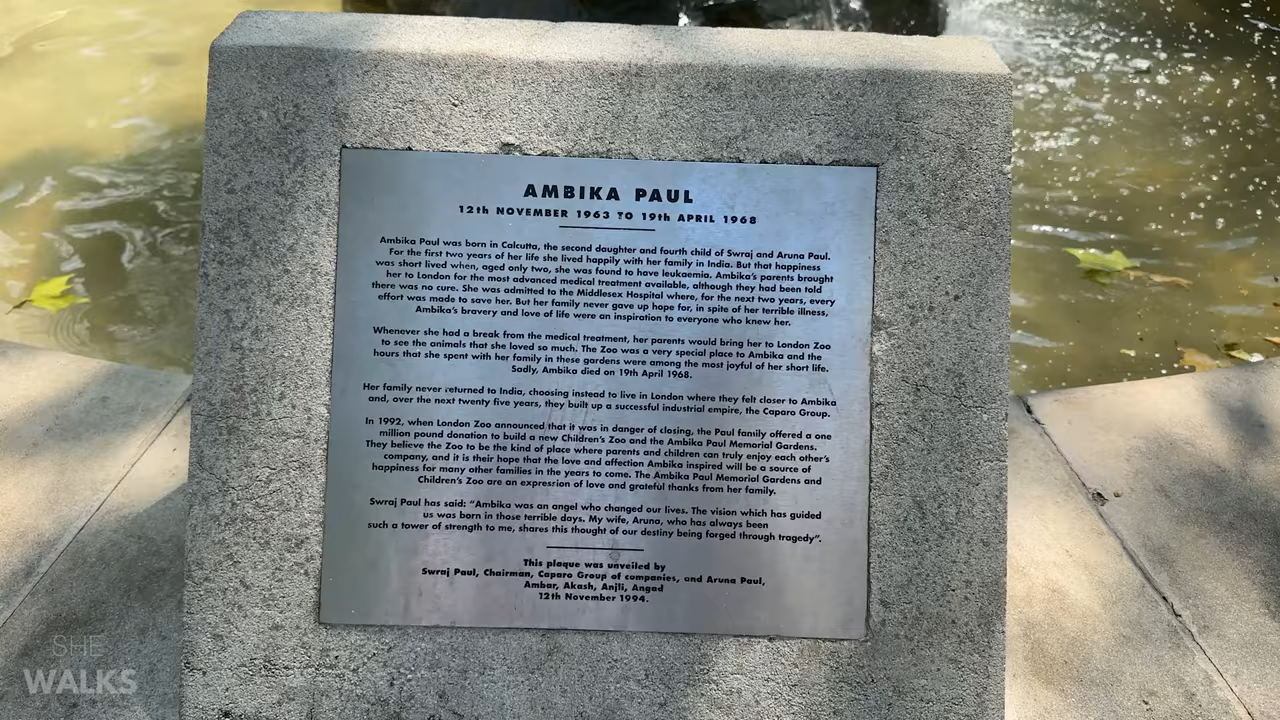 AMBIKA PAUL
12th NOVEMBER 1963 TO 19th APRIL 1968
Ambika Paul was born in Calcutta, the second daughter and fourth child of Swraj and Aruna Paul.
For the first two years of her life she lived happily with her family in India. But that happiness
was short lived when, aged only two, she was found to have leukaemia. Ambika's parents brought
her to London for the most advanced medical treatment available, although they had been told
there was no cure. She was admitted to the Middlesex Hospital where, for the next two years, every
effort was made to save her. But her family never gave up hope for, in spite of her terrible illness,
Ambika's bravery and love of life were an inspiration to everyone who knew her.
Whenever she had a break from the medical treatment, her parents would bring her to London Zoo
to see the animals that she loved so much. The Zoo was a very special place to Ambika and the
hours that she spent with her family in these gardens were among the most joyful of her short life.
Sadly, Ambika died on 19th April 1968.
Her family never returned to India, choosing instead to live in London where they felt closer to Ambika
and, over the next twenty five years, they built up a successful industrial empire, the Caparo Group.
In 1992, when London Zoo announced that it was in danger of closing, the Paul family offered a one
million pound donation to build a new Children's Zoo and the Ambika Paul Memorial Gardens.
They believe the Zoo to be the kind of place where parents and children can truly enjoy each other's
company, and it is their hope that the love and affection Ambika inspired will be a source of
happiness for many other families in the years to come. The Ambika Paul Memorial Gardens and
Children's Zoo are an expression of love and grateful thanks from her family.
Swraj Paul has said: "Ambika was an angel who changed our lives. The vision which has guided
us was born in those terrible days. My wife, Aruna, who has always been
such a tower of strength to me, shares this thought of our destiny being forged through tragedy".
This plaque was unveiled by
Swraj Paul, Chairman, Caparo Group of companies, and Aruna Paul,
Ambar, Akash, Anjli, Angad
12th November 1994.
SHE
WALKS